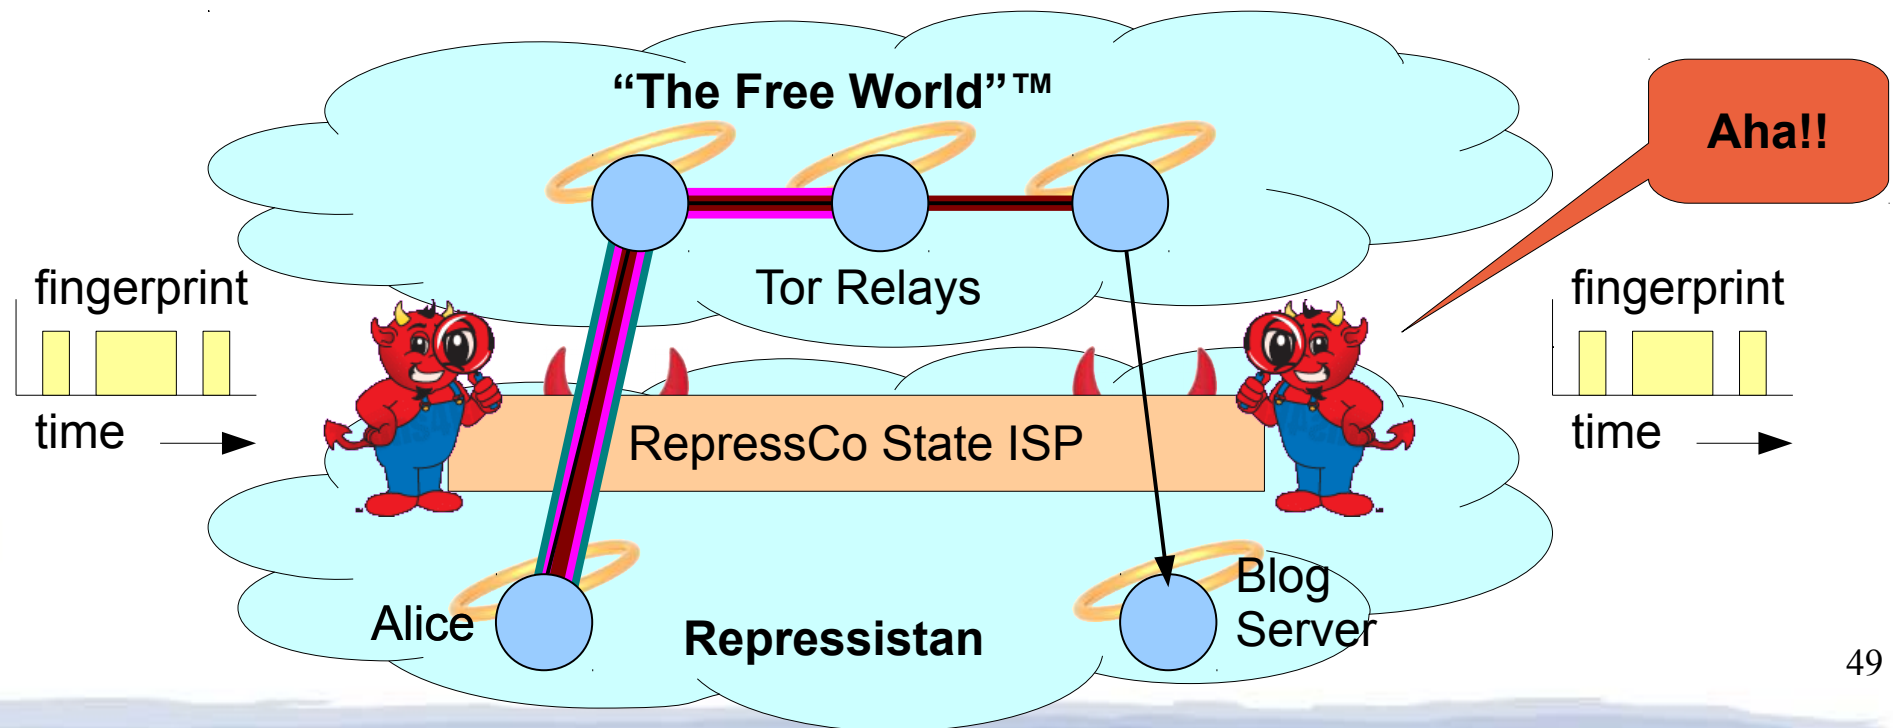 “The Free World”™
Aha!!
fingerprint
time
Tor Relays
fingerprint
time
RepressCo State ISP
Alice
Repressistan
Blog
Server
49